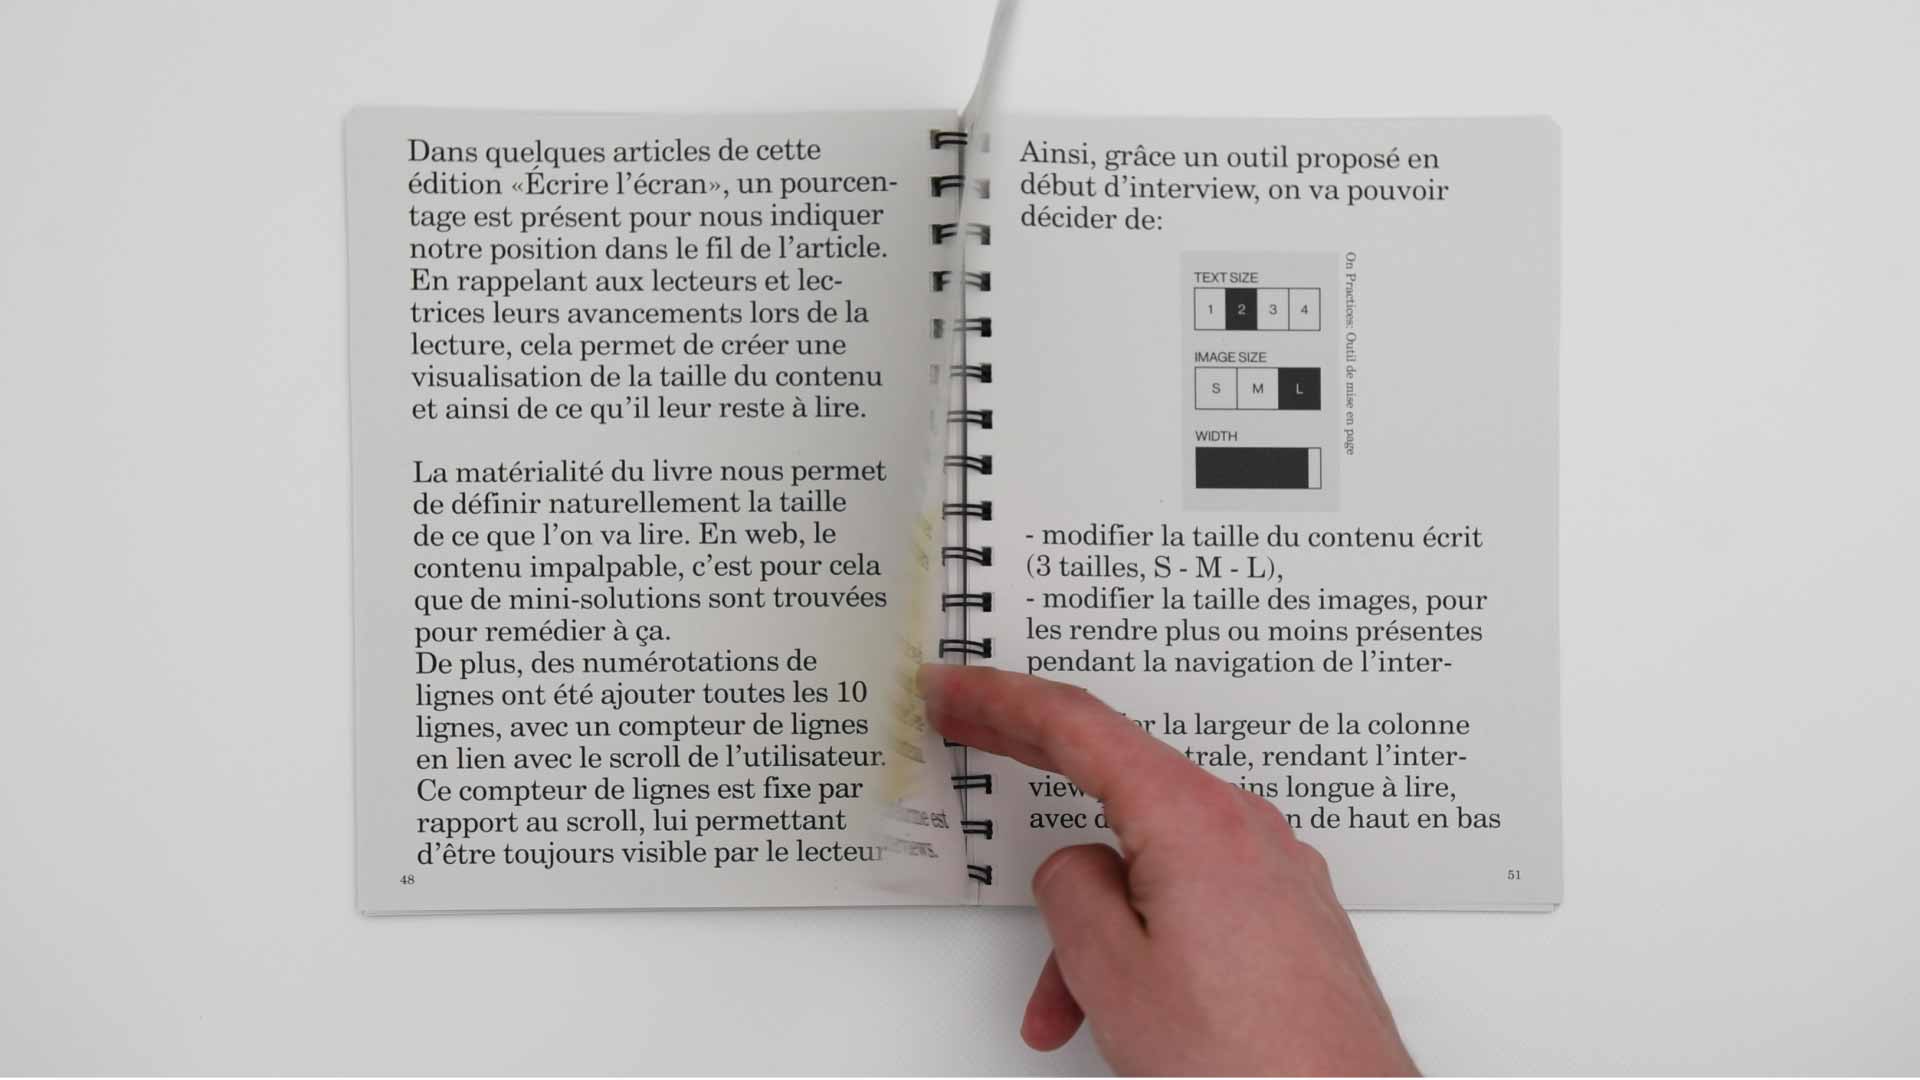 Dans quelques articles de cette
édition «Écrire l’écran», un pourcen-
tage est présent pour nous indiquer
notre position dans le fil de l’article.
En rappelant aux lecteurs et lec-
trices leurs avancements lors de la
lecture, cela permet de créer une
visualisation de la taille du contenu
et ainsi de ce qu’il leur reste à lire.
La matérialité du livre nous permet
de définir naturellement la taille
de ce que l’on va lire. En web, le
contenu impalpable, c’est pour cela
que de mini-solutions sont trouvées
pour remédier à ça.
De plus, des numérotations de
lignes ont été ajouter toutes les 10
lignes, avec un compteur de lignes
en lien avec le scroll de l’utilisateur.
Ce compteur de lignes est fixe par
rapport au scroll, lui permettant
d’être toujours visible par le lecteur
48
est
Ainsi, grâce un outil proposé en
début d’interview, on va pouvoir
décider de:
TEXT SIZE
1 2 3 4
IMAGE SIZE
S M L
WIDTH
On Practices: Outil de mise en page
- modifier la taille du contenu écrit
(3 tailles, S - M - L),
- modifier la taille des images, pour
les rendre plus ou moins présentes
pendant la navigation de l’inter-
la largeur de la colonne
rendant l’inter-
view longue à lire,
avec de haut en bas
51